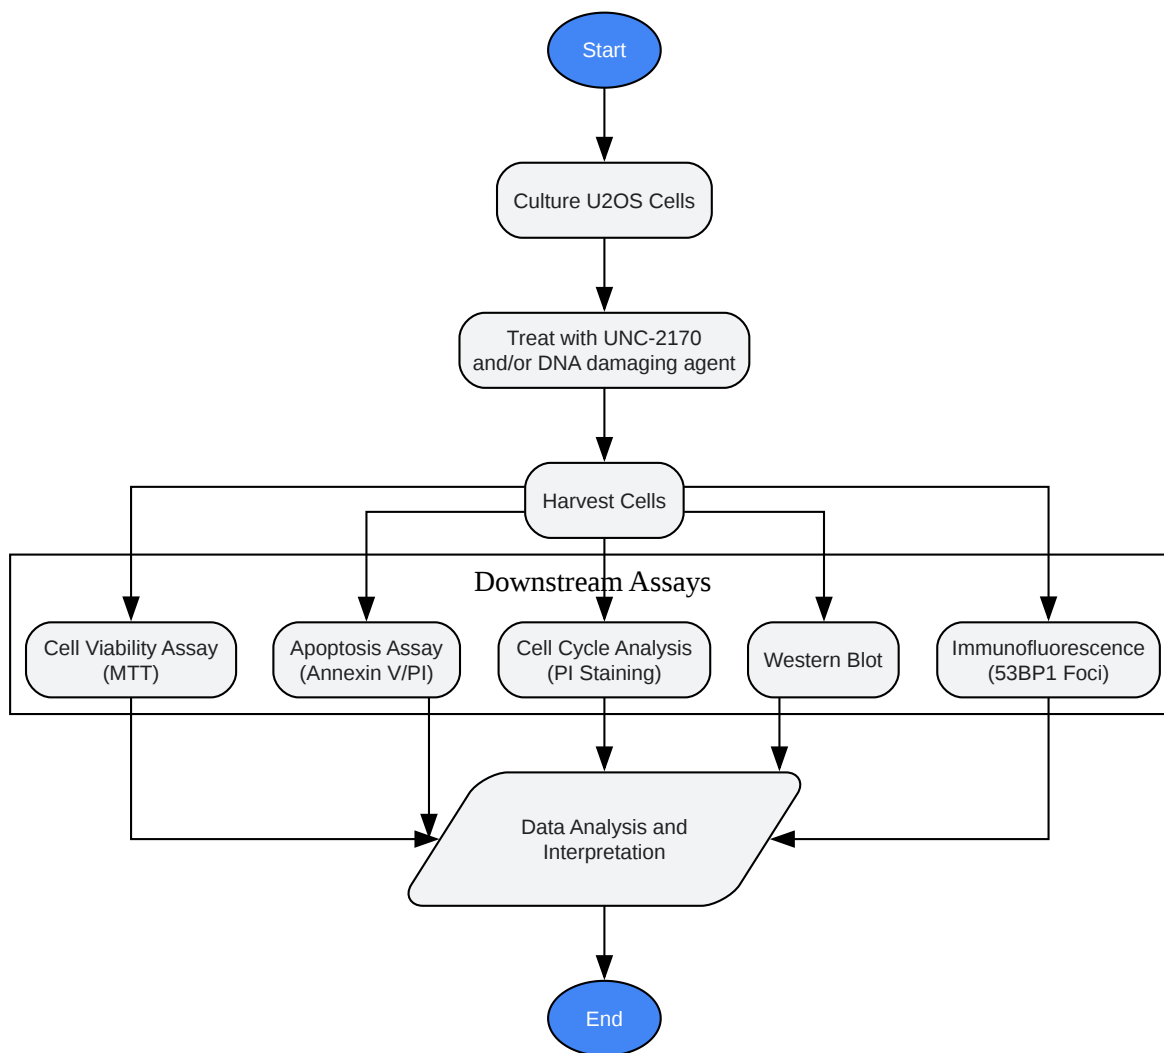 Start
Culture U2OS Cells
Treat with UNC-2170
and/or DNA damaging agent
Harvest Cells
Downstream Assays
Cell Viability Assay
(MTT)
Apoptosis Assay
(Annexin V/PI)
Cell Cycle Analysis
(PI Staining)
Western Blot
Immunofluorescence
(53BP1 Foci)
Data Analysis and
Interpretation
End